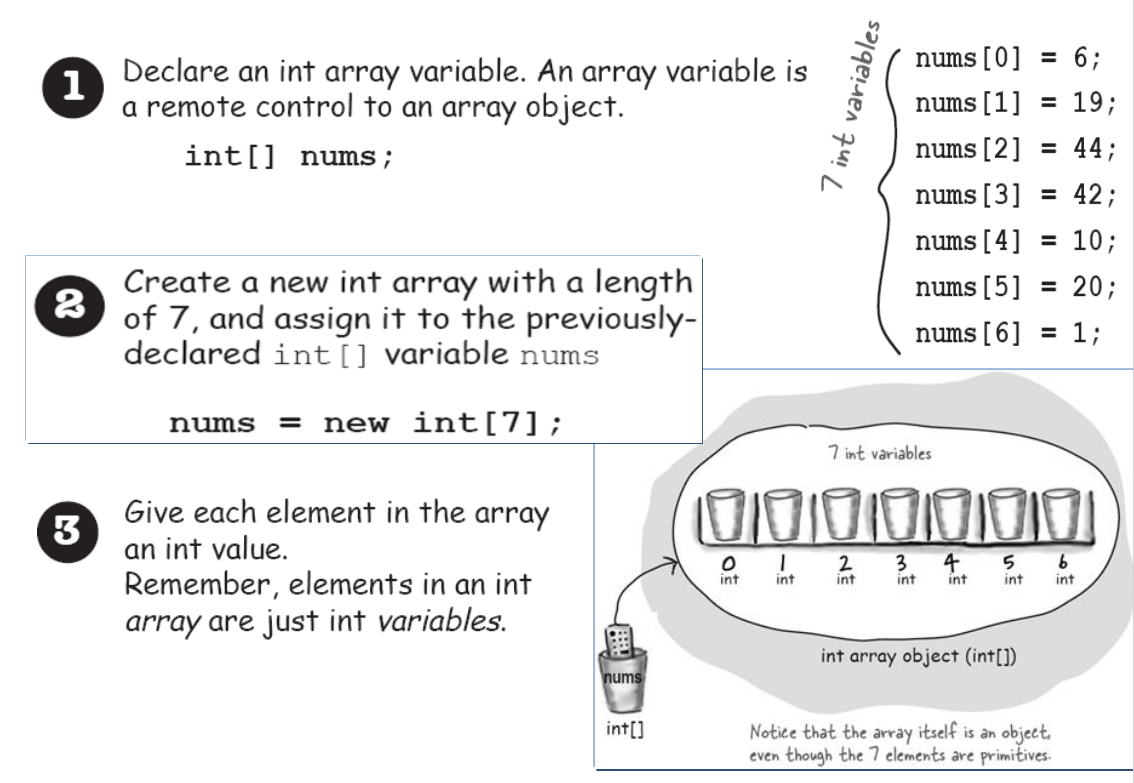 1
Declare an int array variable. An array variable is
a remote control to an array object.
int[] nums;
7 int variables
nums[0] = 6;
nums[1] = 19;
nums[2] = 44;
nums[3] = 42;
nums[4] = 10;
nums[5] = 20;
nums[6] = 1;
2
Create a new int array with a length
of 7, and assign it to the previously-
declared int[] variable nums
nums = new int[7];
3
Give each element in the array
an int value.
Remember, elements in an int
array are just int variables.
7 int variables
0 1 2 3 4 5 6
int int int int int int int
int array object (int[])
nums
int[]
Notice that the array itself is an object,
even though the 7 elements are primitives.